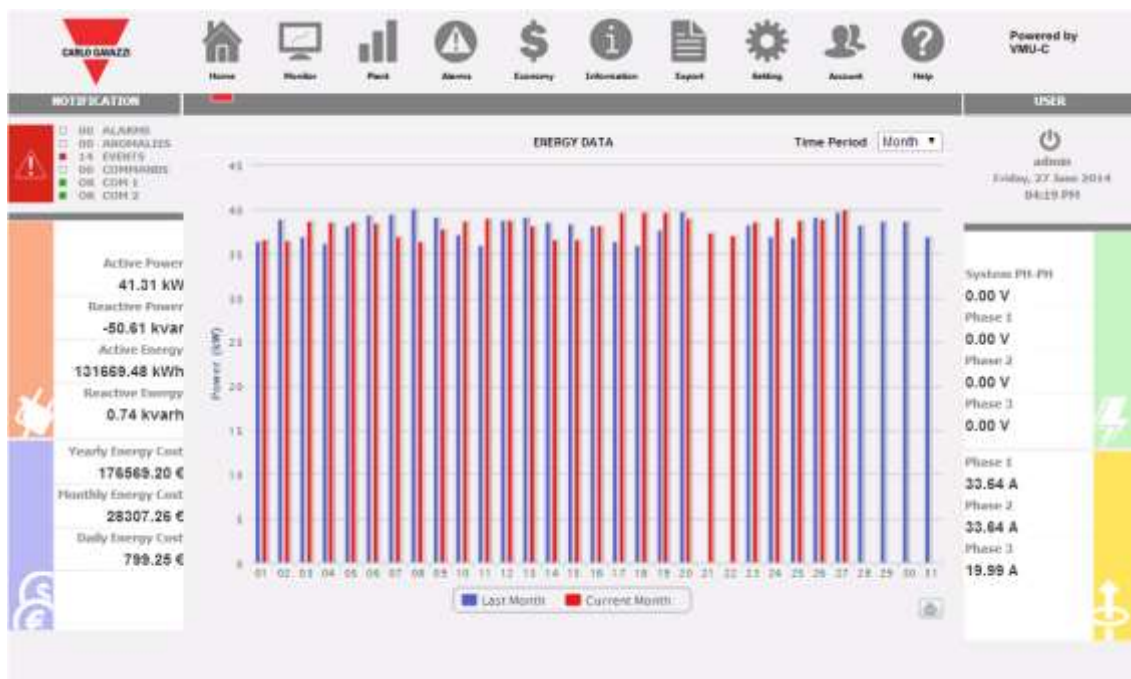 CARLO GAVAZZI
Home Monitor Plant Alarms Economy Information Export Setting Account Help
Powered by
VMU-C
NOTIFICATION
00 ALARMS
00 ANOMALIES
14 EVENTS
00 COMMANDS
OK COM 1
OK COM 2
Active Power
41.31 kW
Reactive Power
-50.61 kvar
Active Energy
131669.48 kWh
Reactive Energy
0.74 kvarh
Yearly Energy Cost
176569.20 €
Monthly Energy Cost
28307.26 €
Daily Energy Cost
799.25 €
ENERGY DATA
Time Period Month
Power (kW)
45
40
35
30
25
20
15
10
5
0
01 02 03 04 05 06 07 08 09 10 11 12 13 14 15 16 17 18 19 20 21 22 23 24 25 26 27 28 29 30 31
Last Month Current Month
USER
admin
Friday, 27 June 2014
04:19 PM
System PH-PH
0.00 V
Phase 1
0.00 V
Phase 2
0.00 V
Phase 3
0.00 V
Phase 1
33.64 A
Phase 2
33.64 A
Phase 3
19.99 A